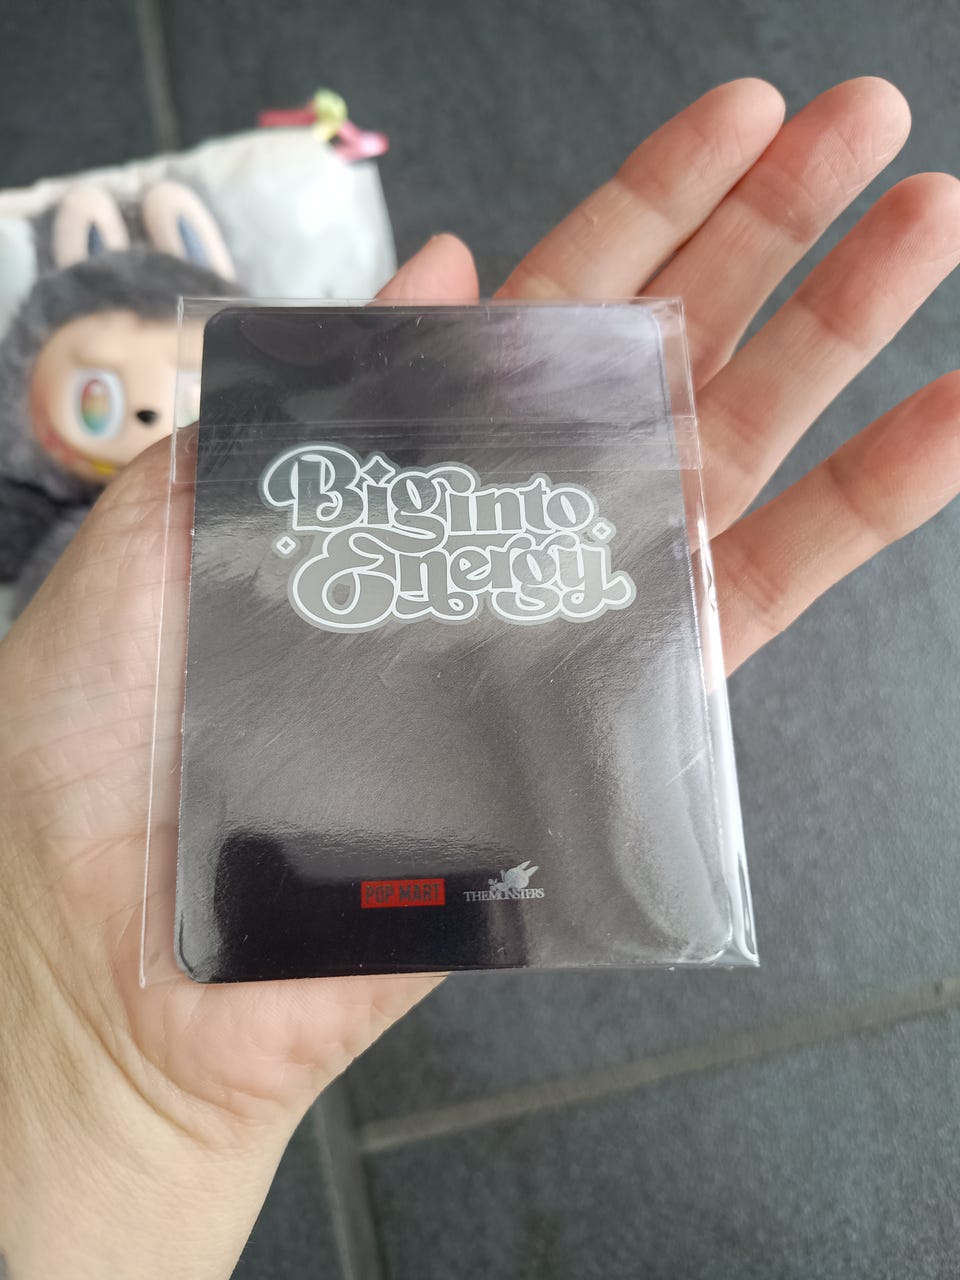 Big into
Energy
POP MART THE MONSTERS